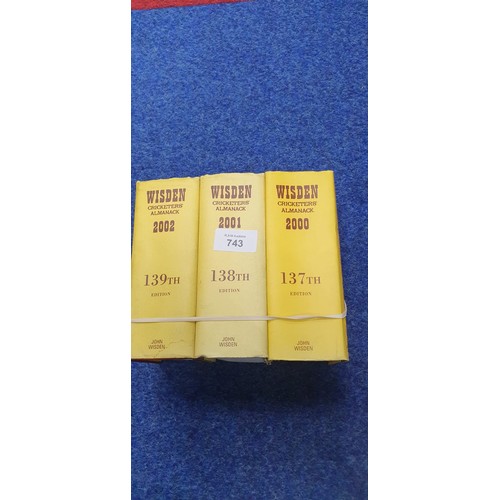 WISDEN
CRICKETERS'
ALMANACK
2002
139TH
EDITION
JOHN
WISDEN
WISDEN
CRICKETERS'
ALMANACK
2001
743
138TH
EDITION
JOHN
WISDEN
WISDEN
CRICKETERS'
ALMANACK
2000
137TH
EDITION
JOHN
WISDEN